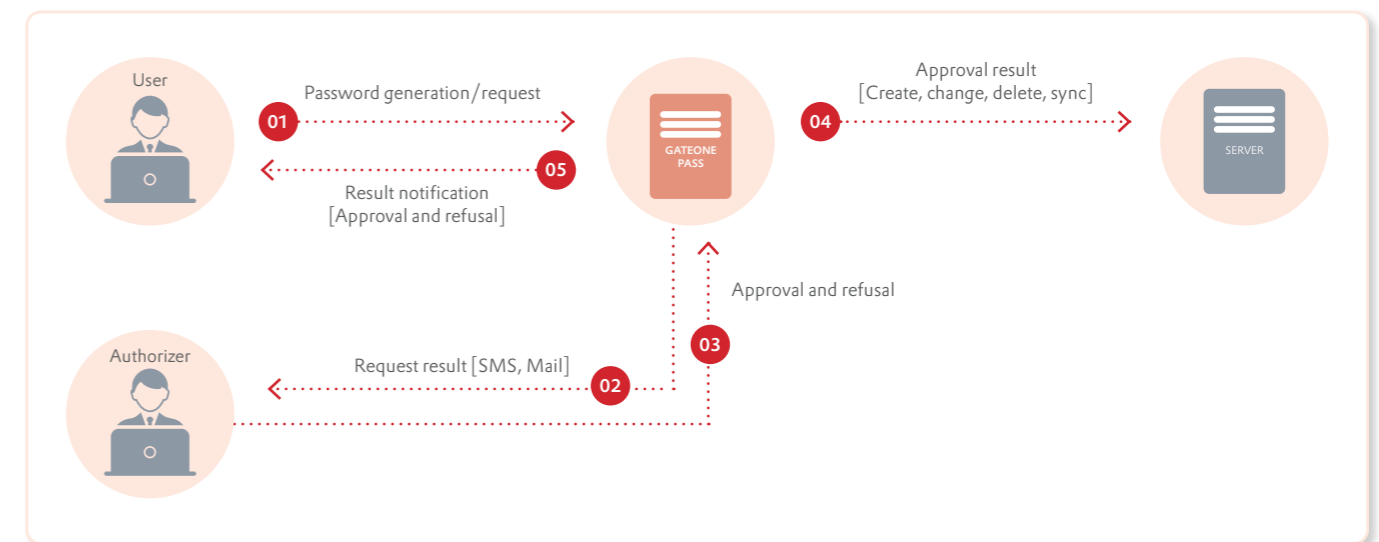 User
Password generation/request
01
05
Result notification
[Approval and refusal]
GATEONE
PASS
Approval result
[Create, change, delete, sync]
04
SERVER
Approval and refusal
03
Authorizer
Request result [SMS, Mail]
02